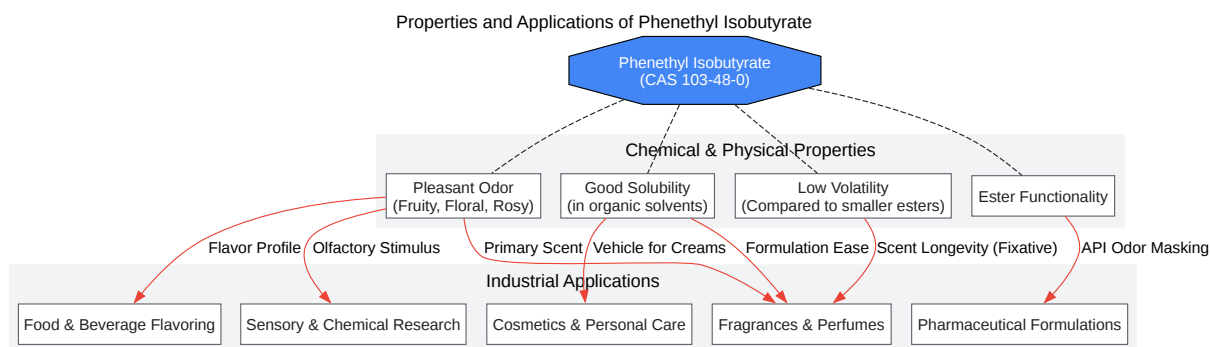 Properties and Applications of Phenethyl Isobutyrate
Phenethyl Isobutyrate
(CAS 103-48-0)
Chemical & Physical Properties
Pleasant Odor
(Fruity, Floral, Rosy)
Good Solubility
(in organic solvents)
Low Volatility
(Compared to smaller esters)
Ester Functionality
Flavor Profile
Olfactory Stimulus
Primary Scent
Vehicle for Creams
Formulation Ease
Scent Longevity (Fixative)
API Odor Masking
Industrial Applications
Food & Beverage Flavoring
Sensory & Chemical Research
Cosmetics & Personal Care
Fragrances & Perfumes
Pharmaceutical Formulations